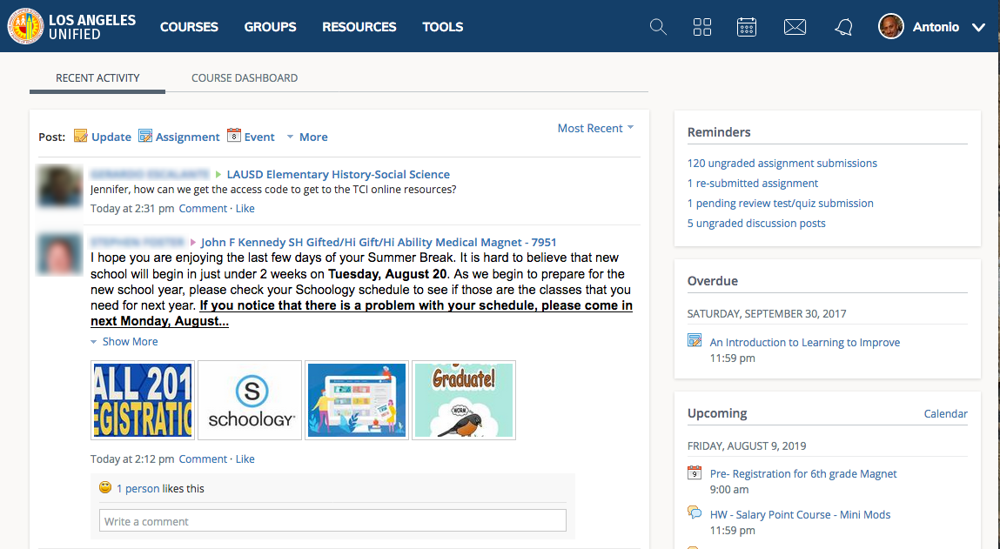 LOS ANGELES
UNIFIED
COURSES GROUPS RESOURCES TOOLS
Antonio
RECENT ACTIVITY COURSE DASHBOARD
Post: Update Assignment 8 Event More
Most Recent
LAUSD Elementary History-Social Science
Jennifer, how can we get the access code to get to the TCI online resources?
Today at 2:31 pm Comment · Like
John F Kennedy SH Gifted/Hi Gift/Hi Ability Medical Magnet - 7951
I hope you are enjoying the last few days of your Summer Break. It is hard to believe that new
school will begin in just under 2 weeks on Tuesday, August 20. As we begin to prepare for the
new school year, please check your Schoology schedule to see if those are the classes that you
need for next year. If you notice that there is a problem with your schedule, please come in
next Monday, August...
Show More
ALL 201
EGISTRATIO
S
schoology®
Graduate!
WORM
Today at 2:12 pm Comment · Like
1 person likes this
Write a comment
Reminders
120 ungraded assignment submissions
1 re-submitted assignment
1 pending review test/quiz submission
5 ungraded discussion posts
Overdue
SATURDAY, SEPTEMBER 30, 2017
An Introduction to Learning to Improve
11:59 pm
Upcoming Calendar
FRIDAY, AUGUST 9, 2019
9 Pre- Registration for 6th grade Magnet
9:00 am
HW - Salary Point Course - Mini Mods
11:59 pm